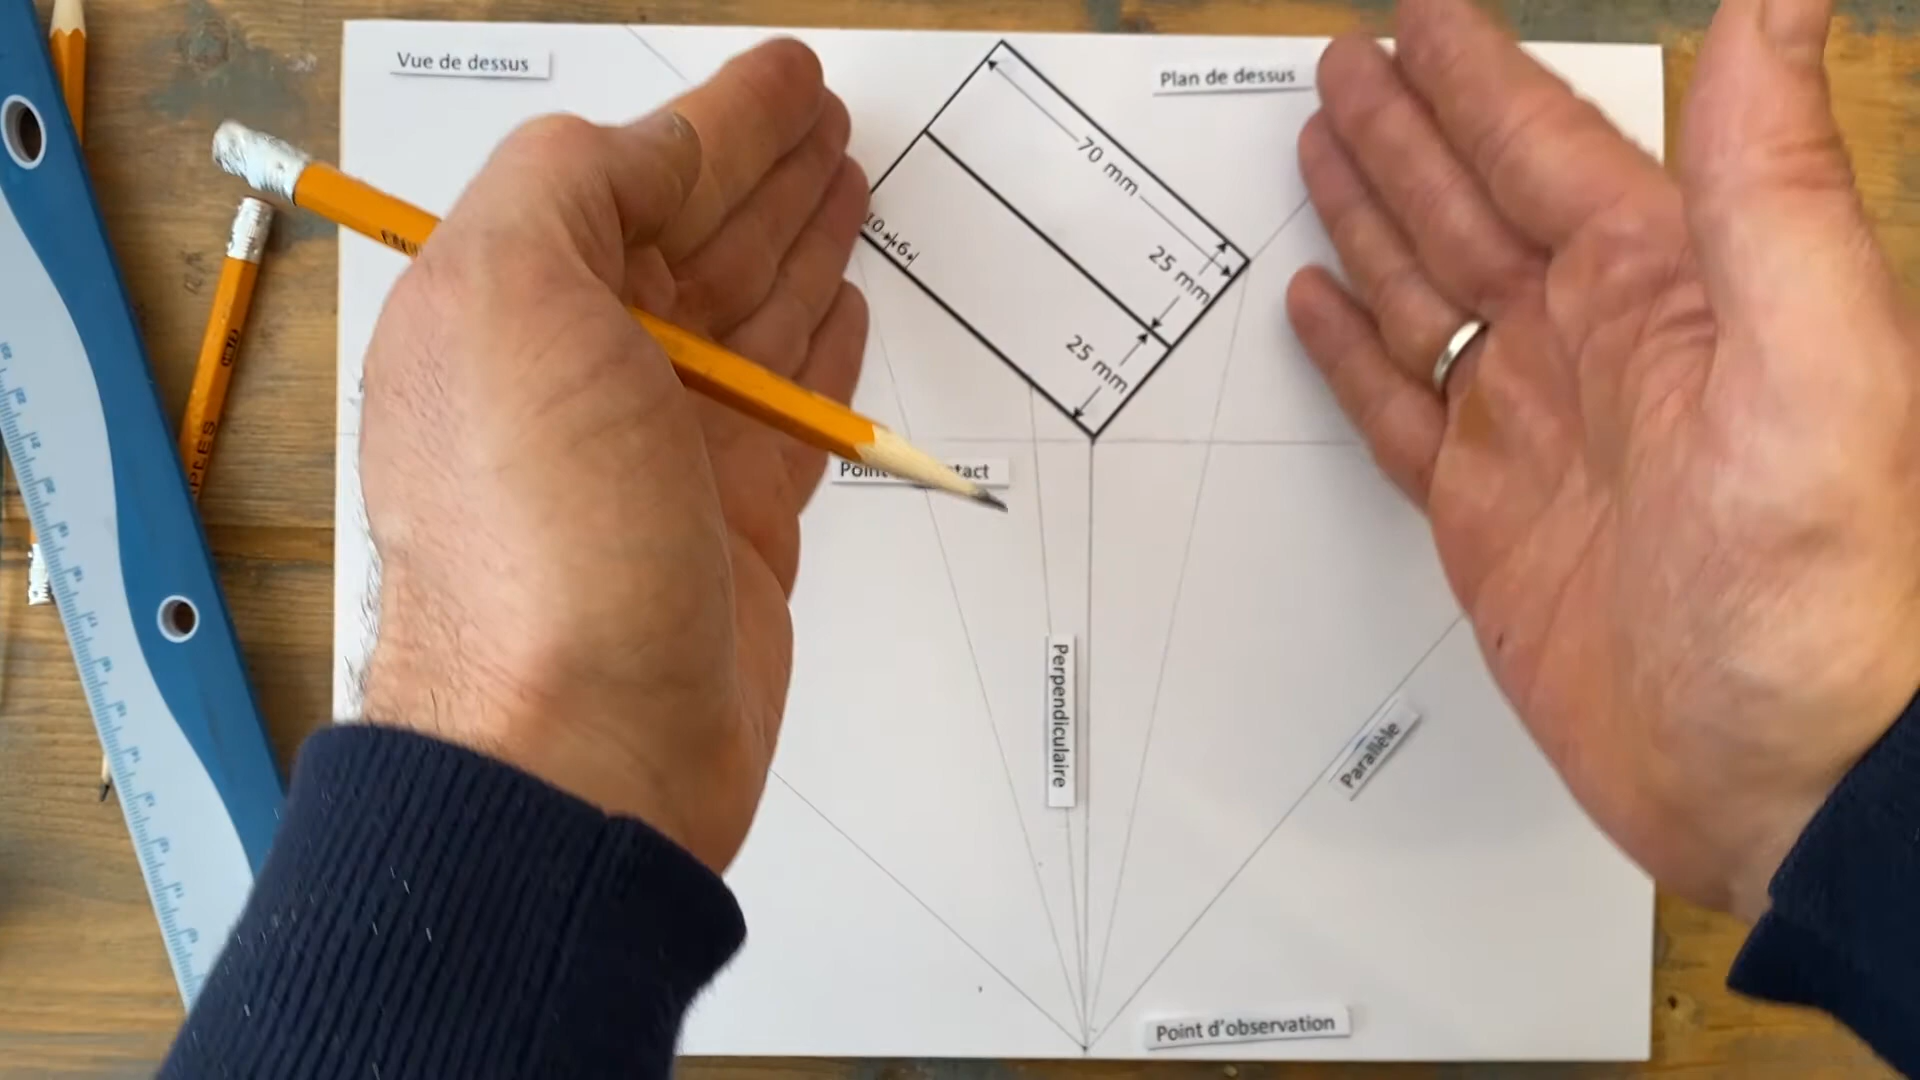 Vue de dessus
Plan de dessus
70 mm
25 mm
25 mm
10
6
Perpendiculaire
Parallèle
Point d'observation